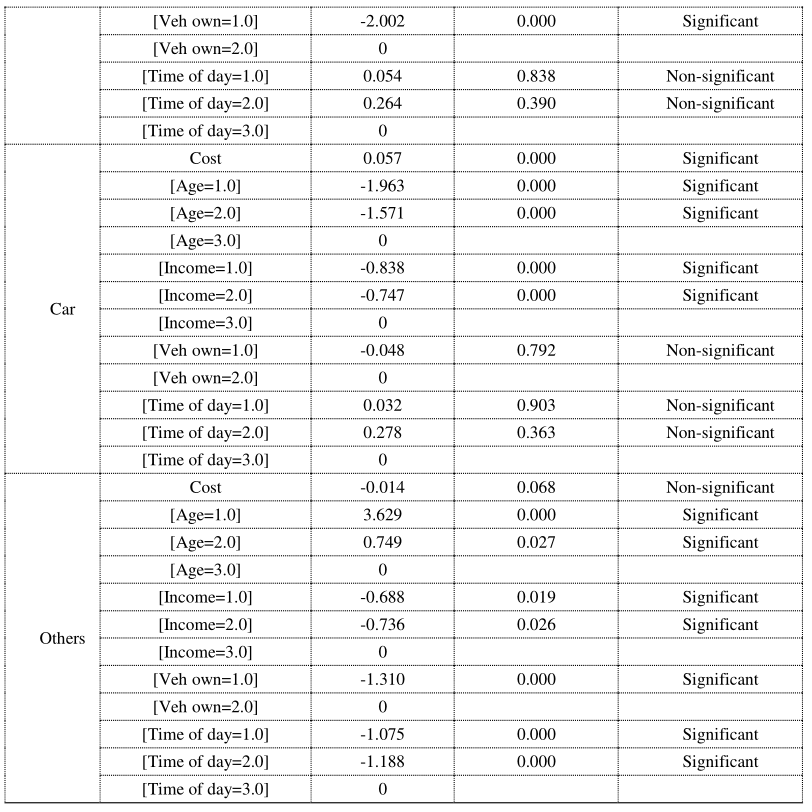 [Veh own=1.0] -2.002 0.000 Significant
[Veh own=2.0] 0
[Time of day=1.0] 0.054 0.838 Non-significant
[Time of day=2.0] 0.264 0.390 Non-significant
[Time of day=3.0] 0
Cost 0.057 0.000 Significant
[Age=1.0] -1.963 0.000 Significant
[Age=2.0] -1.571 0.000 Significant
[Age=3.0] 0
[Income=1.0] -0.838 0.000 Significant
[Income=2.0] -0.747 0.000 Significant
Car
[Income=3.0] 0
[Veh own=1.0] -0.048 0.792 Non-significant
[Veh own=2.0] 0
[Time of day=1.0] 0.032 0.903 Non-significant
[Time of day=2.0] 0.278 0.363 Non-significant
[Time of day=3.0] 0
Cost -0.014 0.068 Non-significant
[Age=1.0] 3.629 0.000 Significant
[Age=2.0] 0.749 0.027 Significant
[Age=3.0] 0
[Income=1.0] -0.688 0.019 Significant
[Income=2.0] -0.736 0.026 Significant
Others
[Income=3.0] 0
[Veh own=1.0] -1.310 0.000 Significant
[Veh own=2.0] 0
[Time of day=1.0] -1.075 0.000 Significant
[Time of day=2.0] -1.188 0.000 Significant
[Time of day=3.0] 0